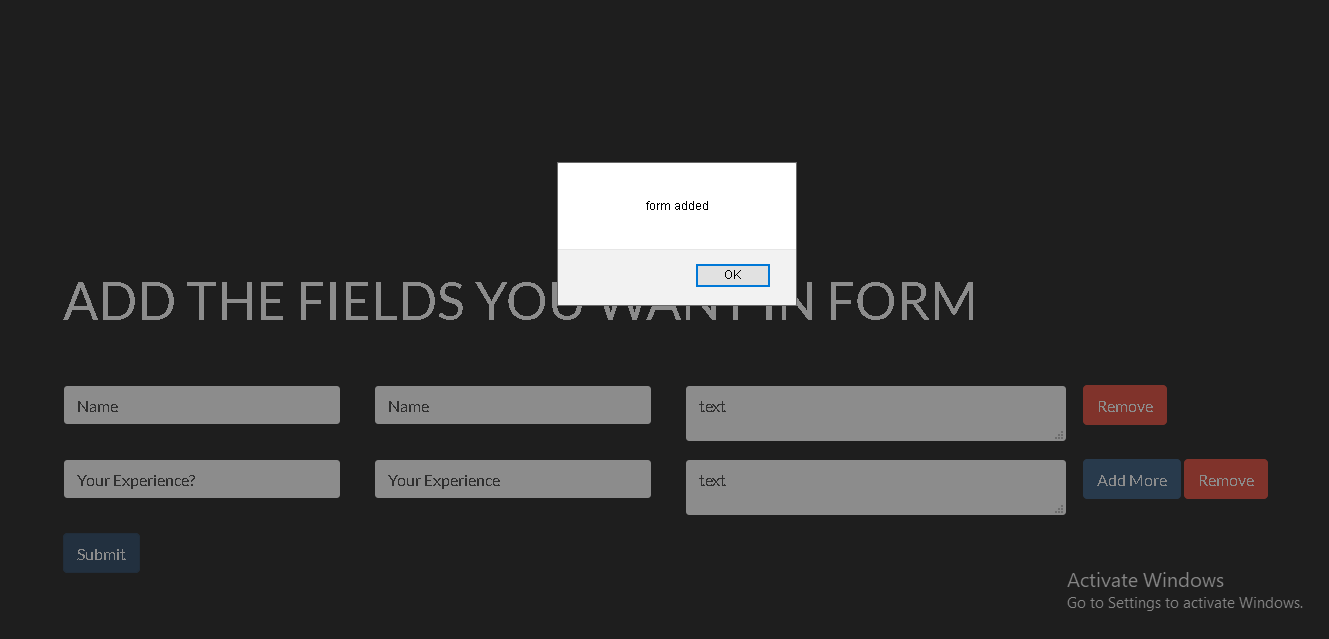 form added
OK
ADD THE FIELDS YOU WANT IN FORM
Name Name text Remove
Your Experience? Your Experience text Add More Remove
Submit
Activate Windows
Go to Settings to activate Windows.